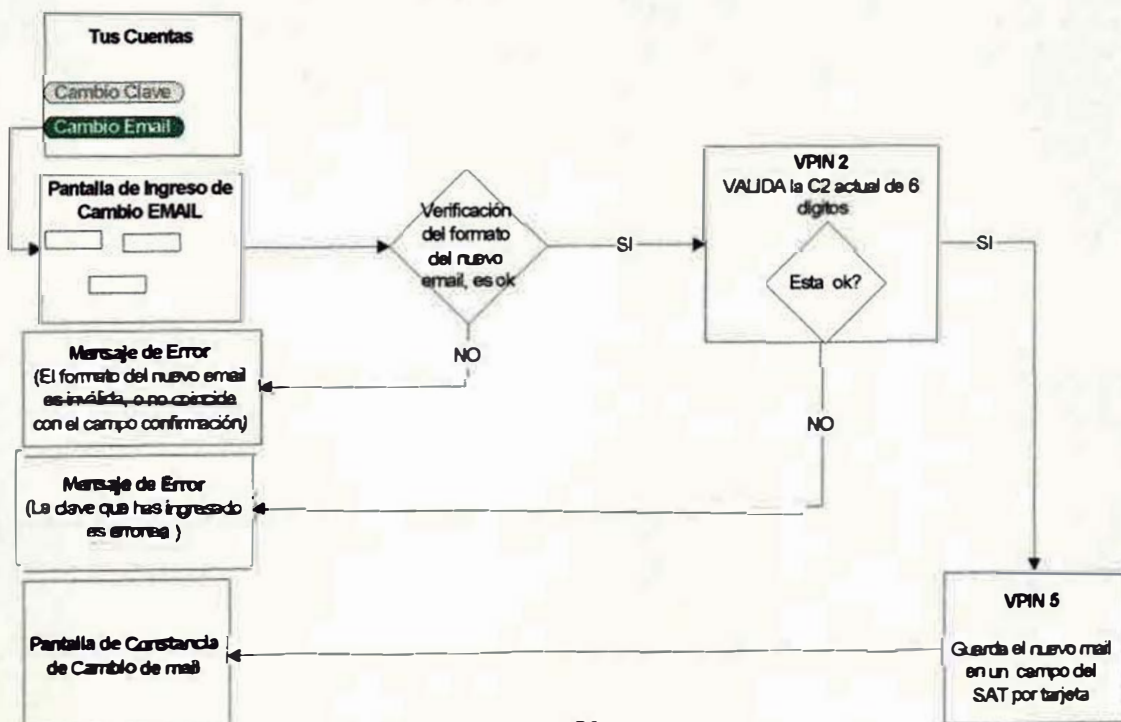 Tus Cuentas
Cambio Clave
Cambio Email
Pantalla de Ingreso de
Cambio EMAIL
Verificación
del formato
del nuevo
email, es ok
SI
VPIN 2
VALIDA la C2 actual de 6
digitos
Esta ok?
SI
NO
NO
Mensaje de Error
(El formato del nuevo email
es inválida, o no coincide
con el campo confirmación)
Mensaje de Error
(La clave que has ingresado
es erronea )
Pantalla de Constancia
de Cambio de mail
VPIN 5
Guarda el nuevo mail
en un campo del
SAT por tarjeta